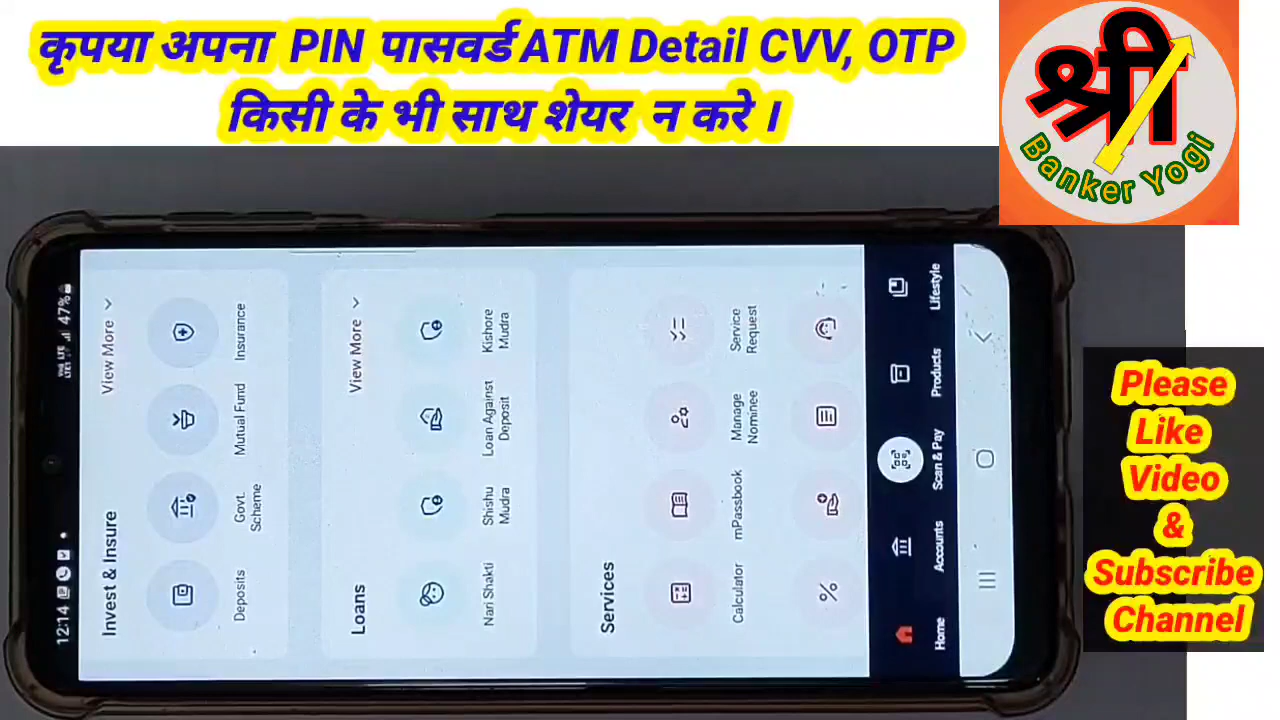 कृपया अपना PIN पासवर्ड ATM Detail CVV, OTP
किसी के भी साथ शेयर न करे ।
श्री
Banker Yogi
12:14
47%
Invest & Insure
View More
Deposits
Govt.
Scheme
Mutual Fund
Insurance
Loans
View More
Nari Shakti
Shishu
Mudra
Loan Against
Deposit
Kishore
Mudra
Services
Calculator
mPassbook
Manage
Nominee
Service
Request
Home
Accounts
Scan & Pay
Products
Lifestyle
Please
Like
Video
&
Subscribe
Channel